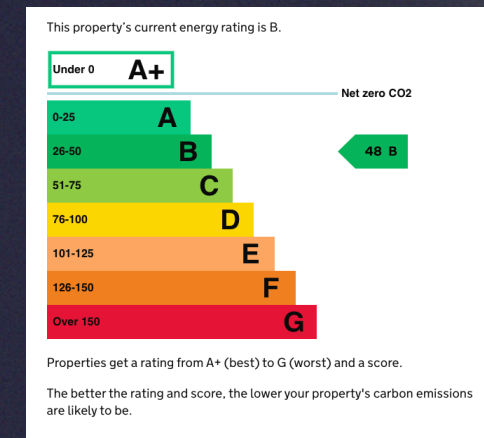 This property's current energy rating is B.
Under 0 A+
Net zero CO2
0-25 A
26-50 B 48 B
51-75 C
76-100 D
101-125 E
126-150 F
Over 150 G
Properties get a rating from A+ (best) to G (worst) and a score.
The better the rating and score, the lower your property's carbon emissions
are likely to be.